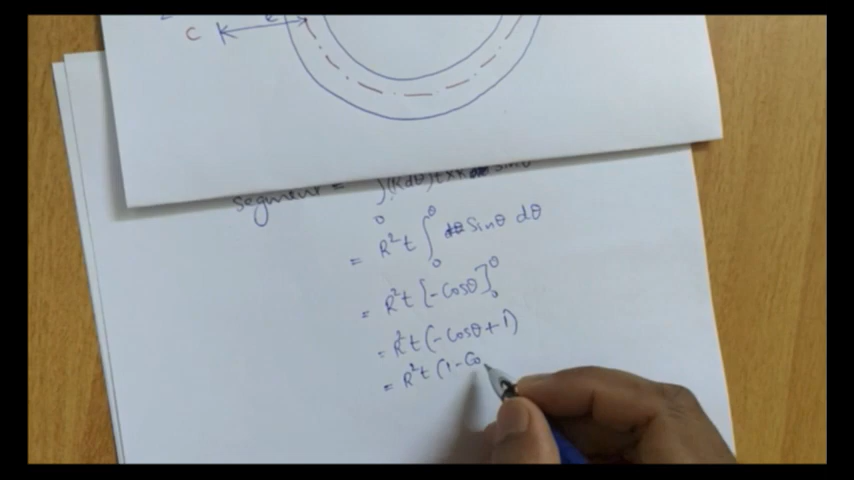 C e
segment = ∫₀ (Rdθ)t×R sinθ
= R²t ∫₀^θ sinθ dθ
= R²t [-cosθ]₀^θ
= R²t (-cosθ+1)
= R²t (1-co